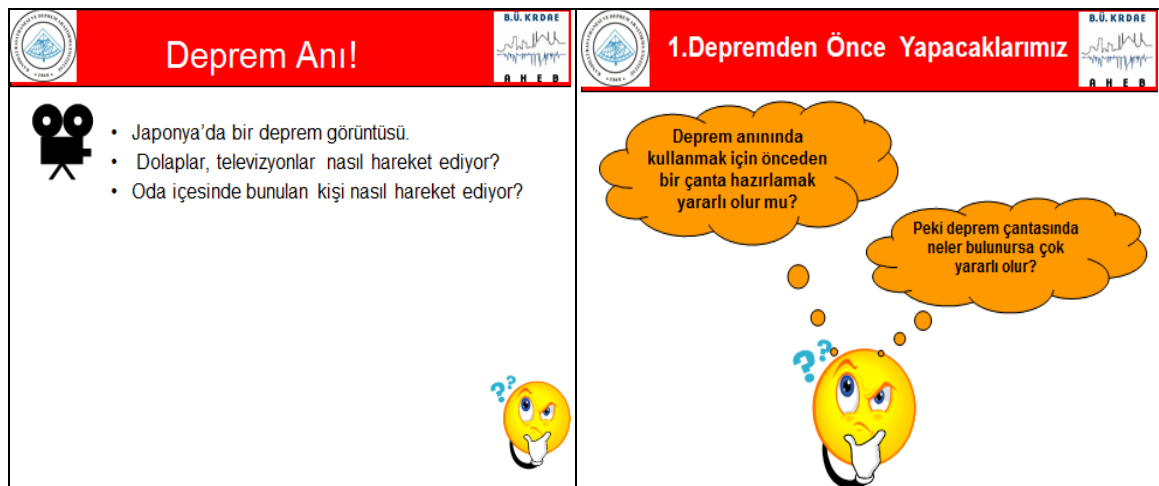 Deprem Anı!
B.Ü. KRDAE
A H E B
• Japonya'da bir deprem görüntüsü.
• Dolaplar, televizyonlar nasıl hareket ediyor?
• Oda içesinde bunulan kişi nasıl hareket ediyor?
??
1.Depremden Önce Yapacaklarımız
B.Ü. KRDAE
A H E B
Deprem anınında
kullanmak için önceden
bir çanta hazırlamak
yararlı olur mu?
Peki deprem çantasında
neler bulunursa çok
yararlı olur?
??